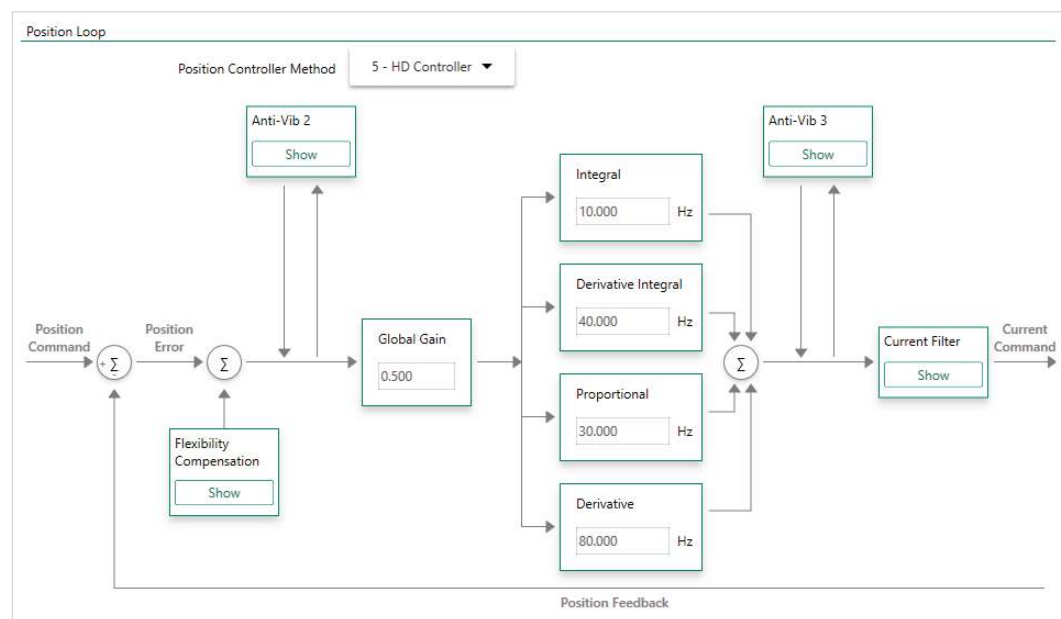 Position Loop
Position Controller Method
5 - HD Controller
Anti-Vib 2
Show
Anti-Vib 3
Show
Integral
10.000 Hz
Derivative Integral
40.000 Hz
Position
Command
+ Σ
-
Position
Error
Σ
Global Gain
0.500
Σ
Current Filter
Show
Current
Command
Proportional
30.000 Hz
Flexibility
Compensation
Show
Derivative
80.000 Hz
Position Feedback